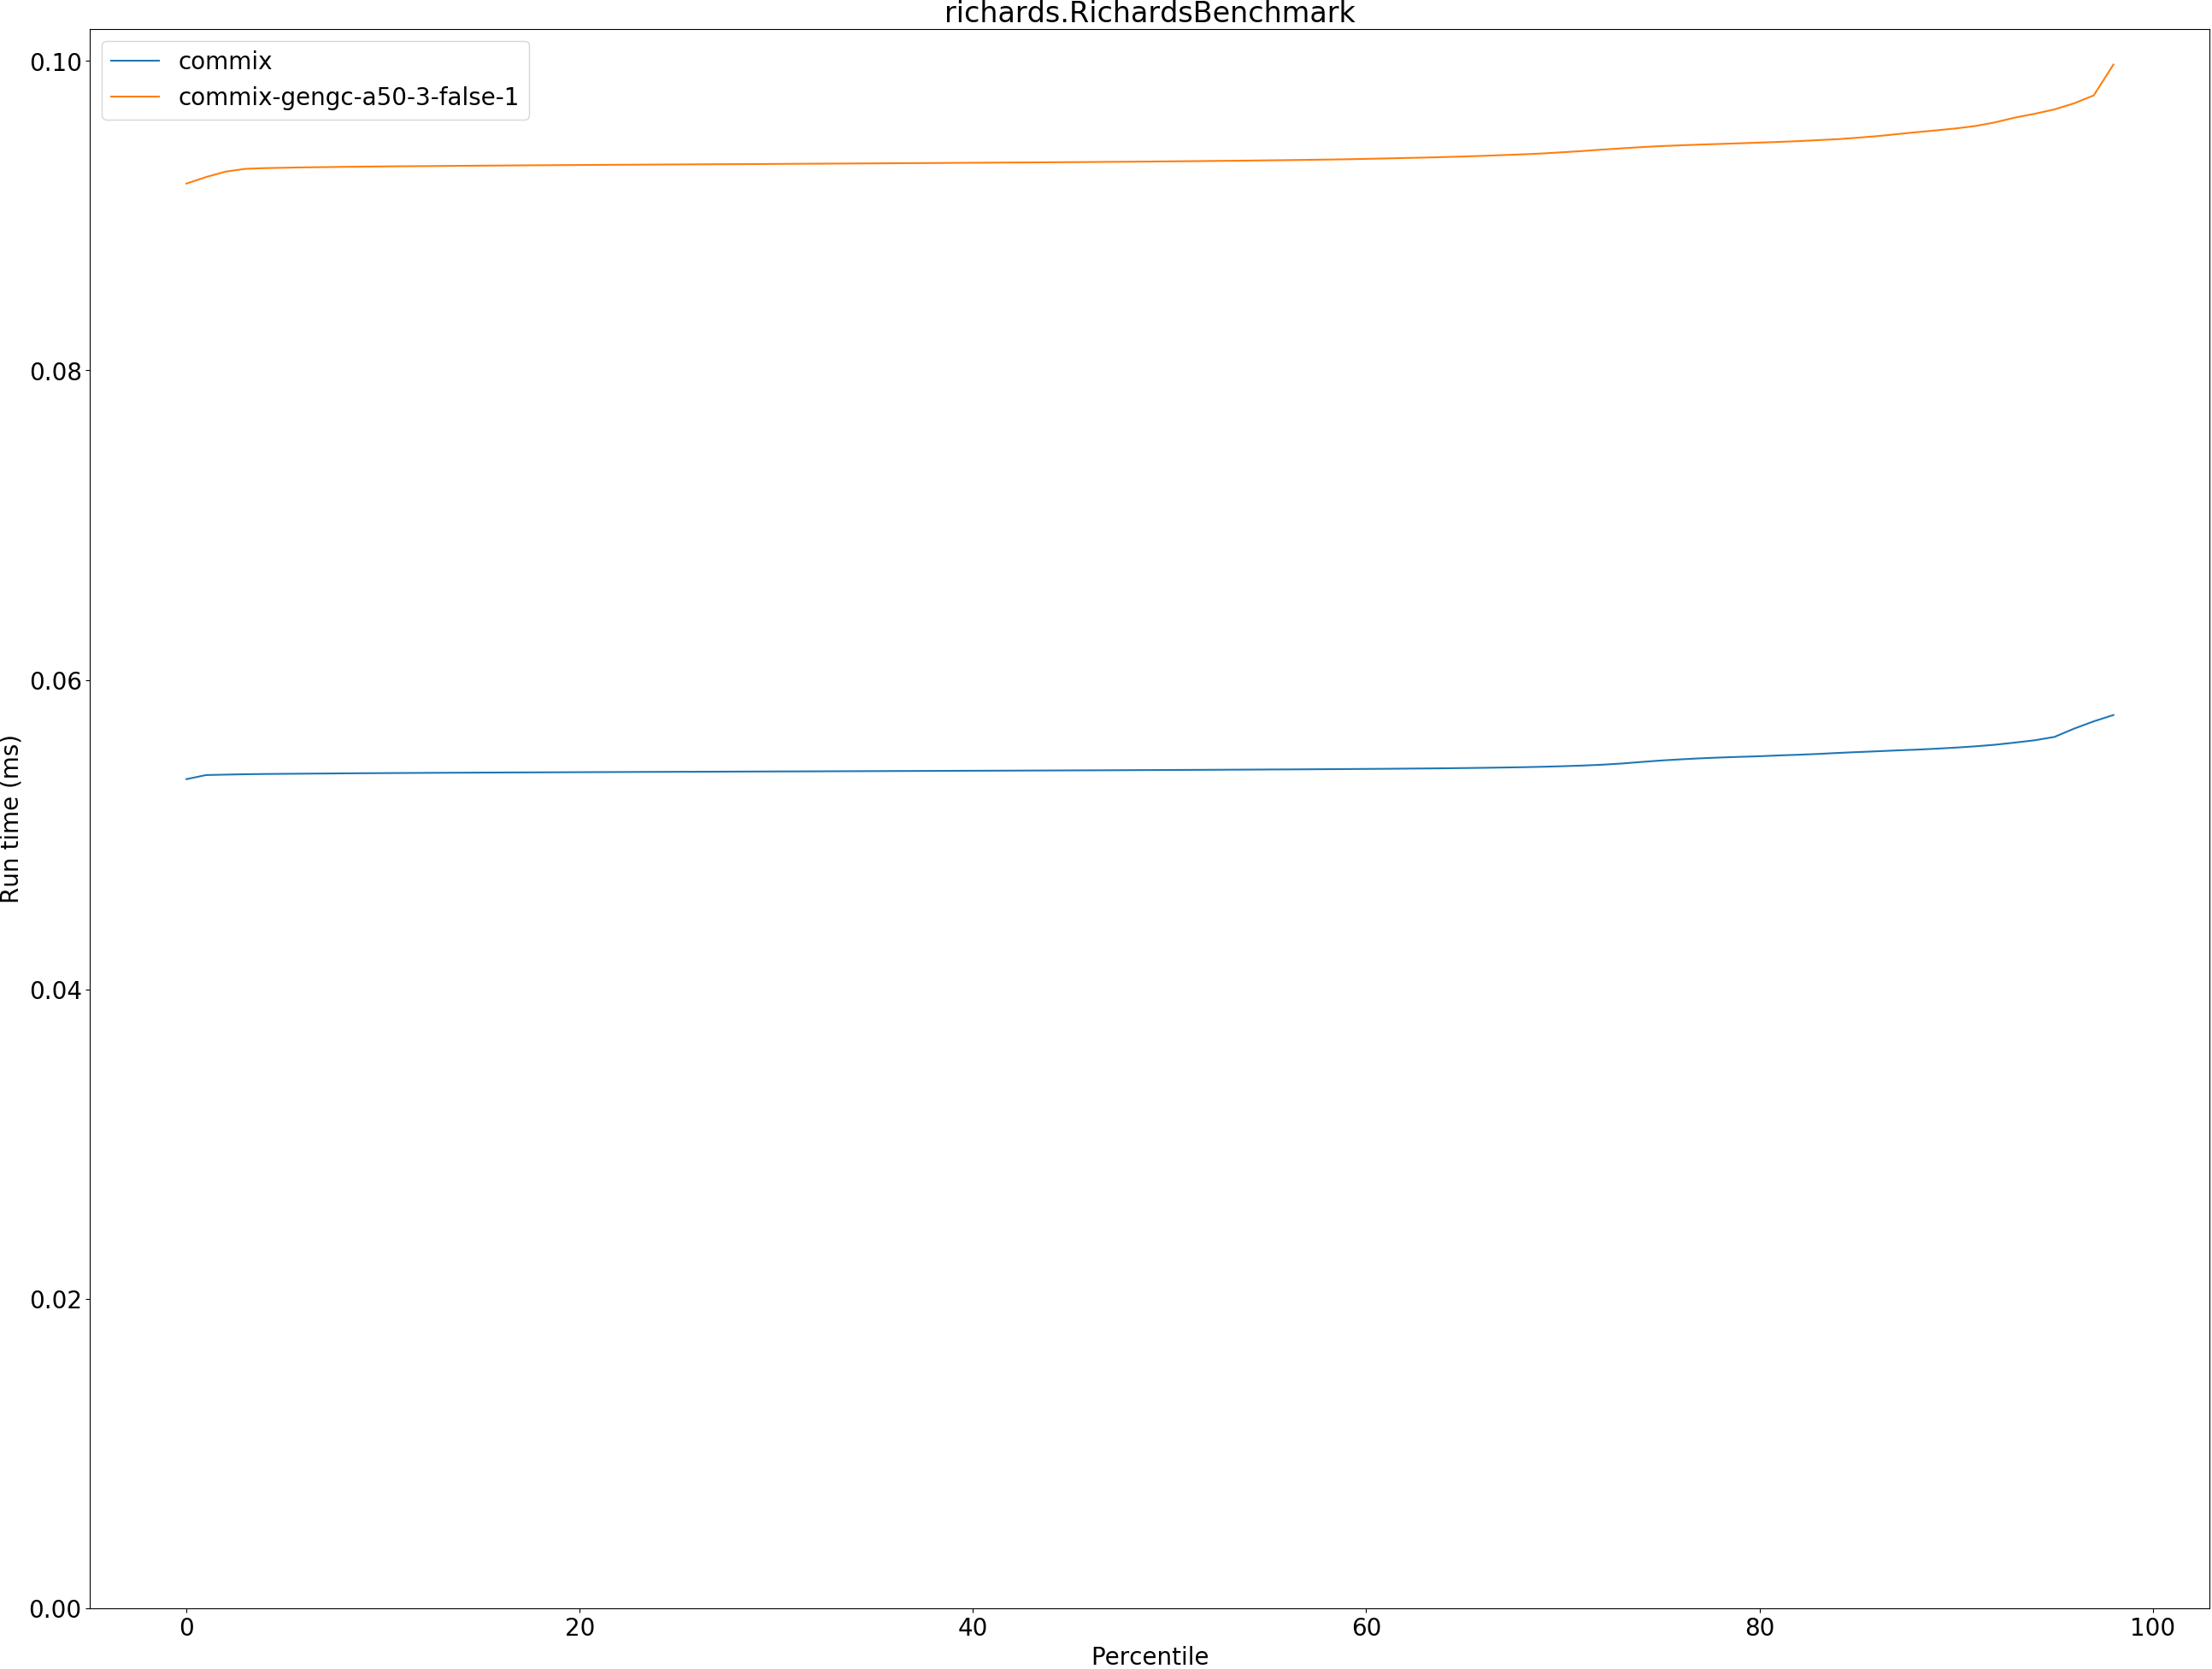 richards.RichardsBenchmark
commix
commix-gengc-a50-3-false-1
0.10
0.08
0.06
0.04
0.02
0.00
Run time (ms)
0 20 40 60 80 100
Percentile